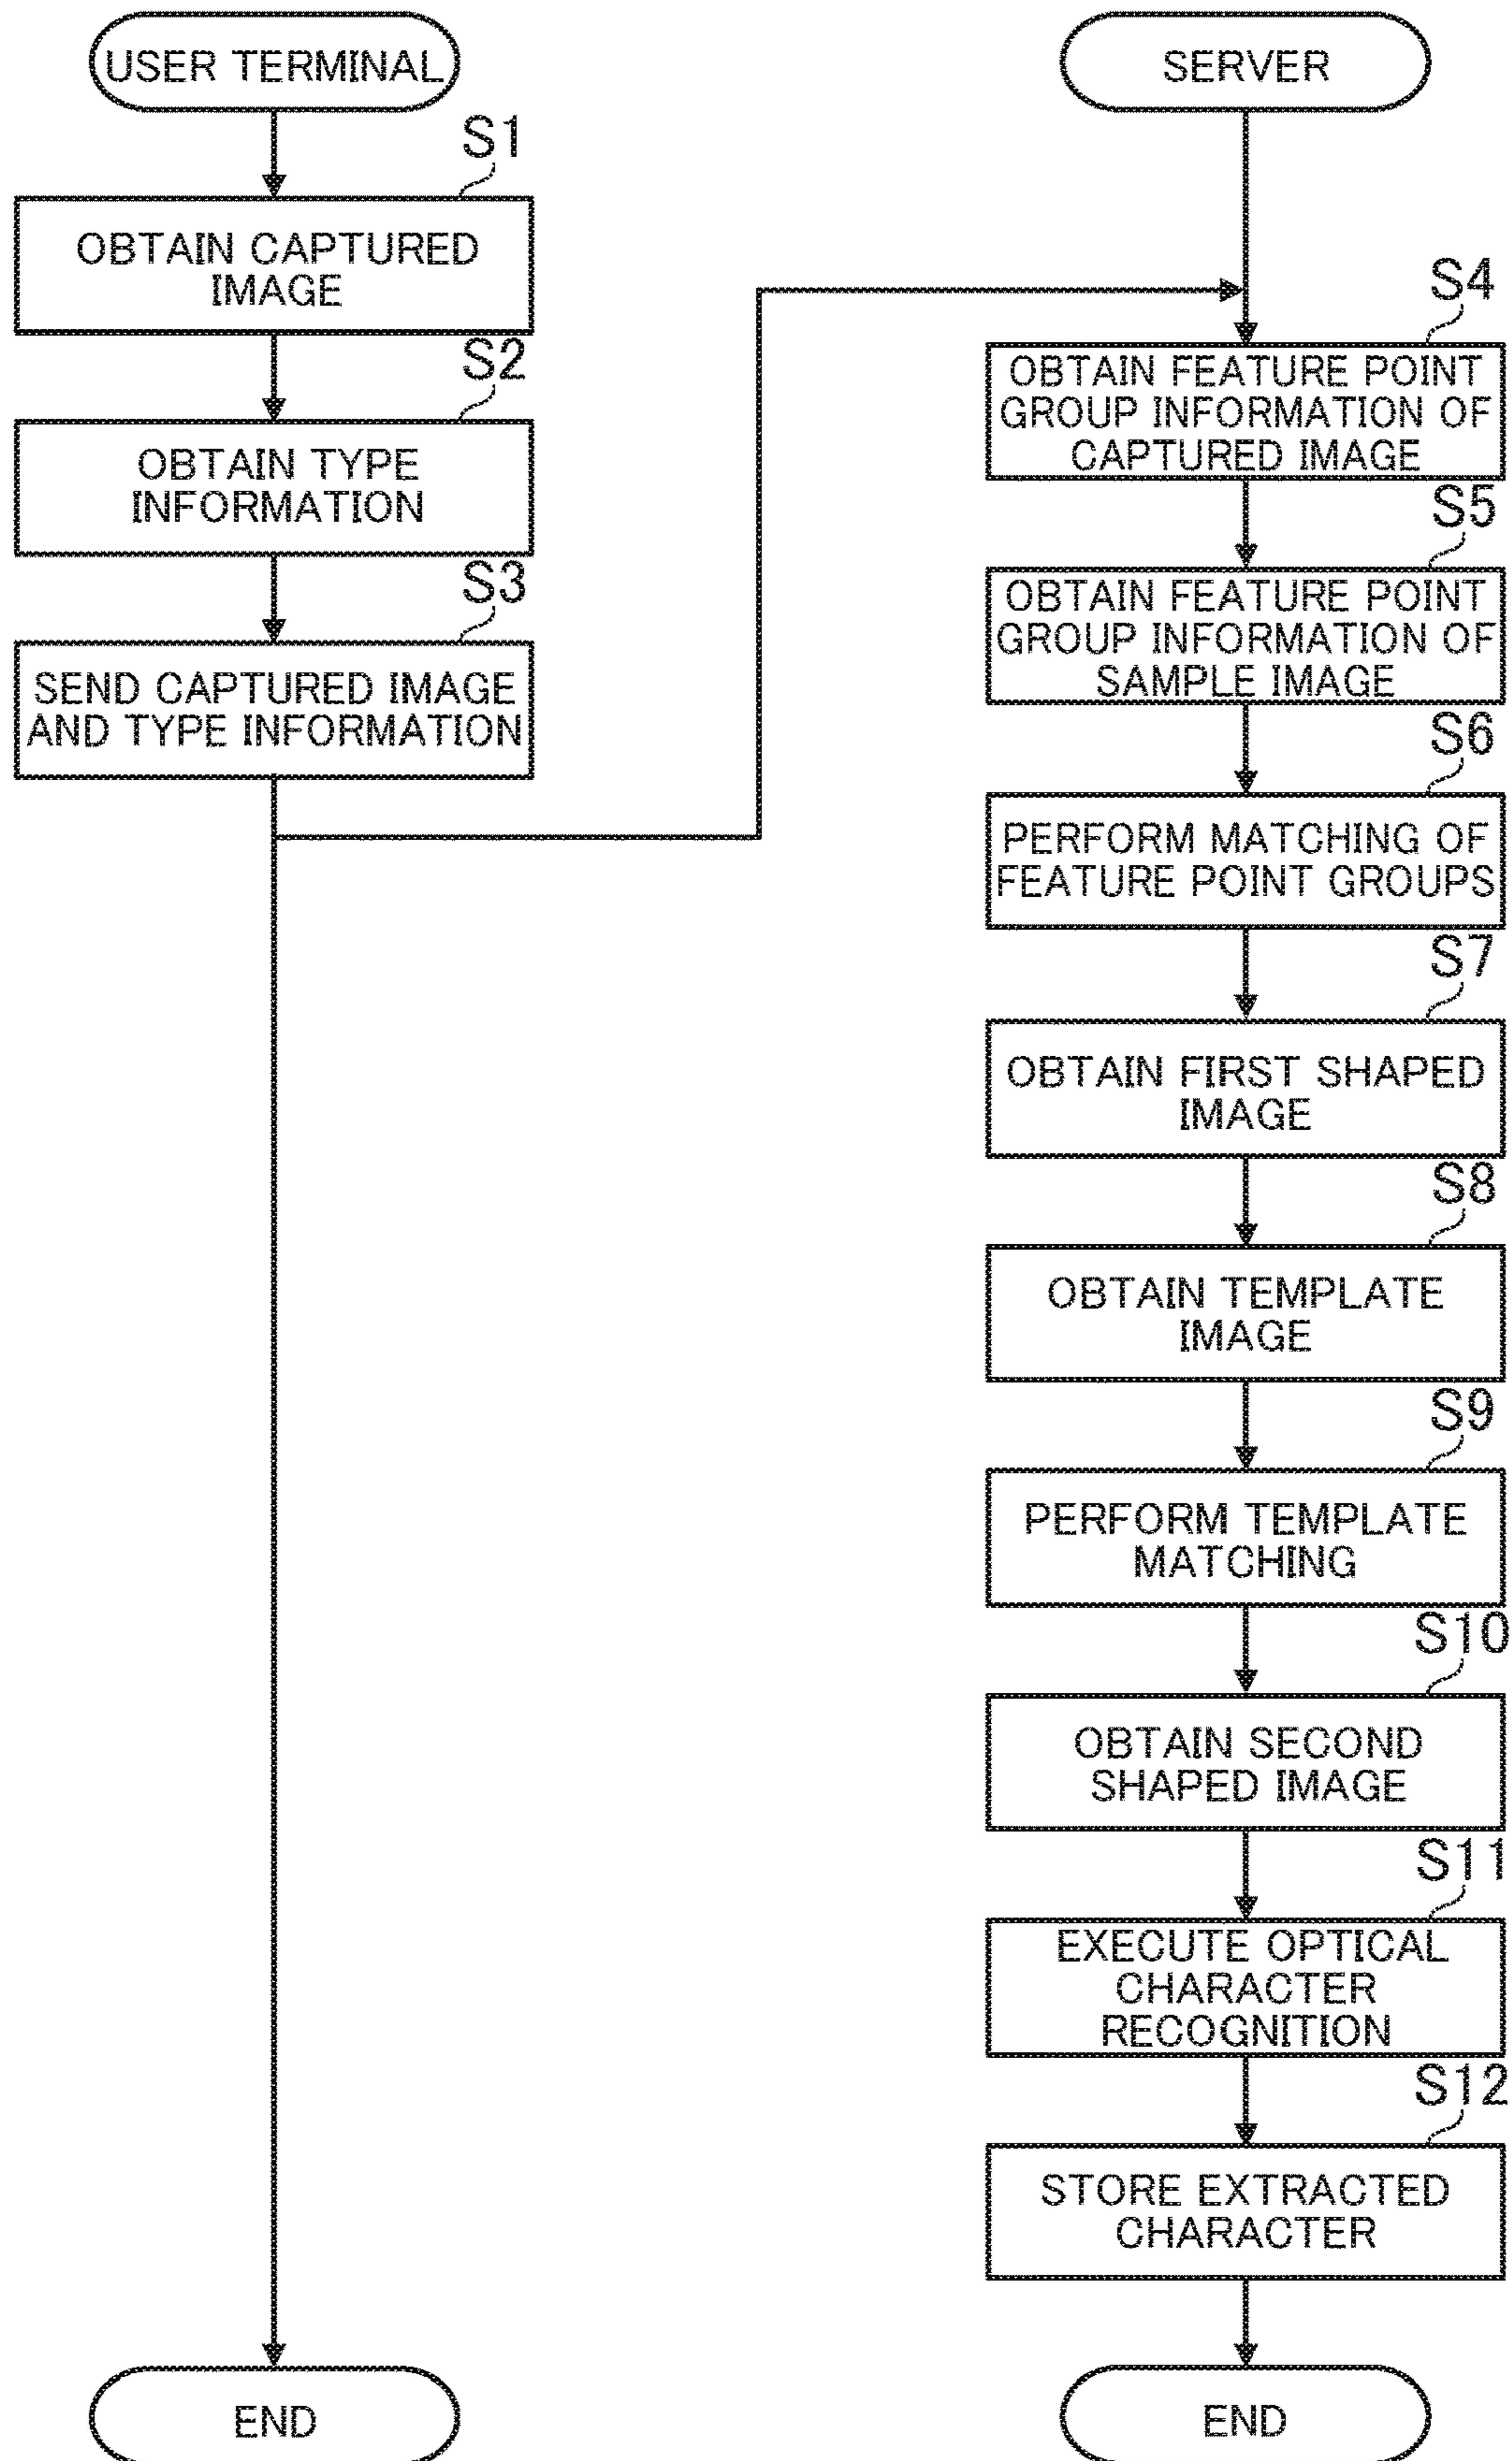 USER TERMINAL
S1
OBTAIN CAPTURED
IMAGE
S2
OBTAIN TYPE
INFORMATION
S3
SEND CAPTURED IMAGE
AND TYPE INFORMATION
END
SERVER
S4
OBTAIN FEATURE POINT
GROUP INFORMATION OF
CAPTURED IMAGE
S5
OBTAIN FEATURE POINT
GROUP INFORMATION OF
SAMPLE IMAGE
S6
PERFORM MATCHING OF
FEATURE POINT GROUPS
S7
OBTAIN FIRST SHAPED
IMAGE
S8
OBTAIN TEMPLATE
IMAGE
S9
PERFORM TEMPLATE
MATCHING
S10
OBTAIN SECOND
SHAPED IMAGE
S11
EXECUTE OPTICAL
CHARACTER
RECOGNITION
S12
STORE EXTRACTED
CHARACTER
END